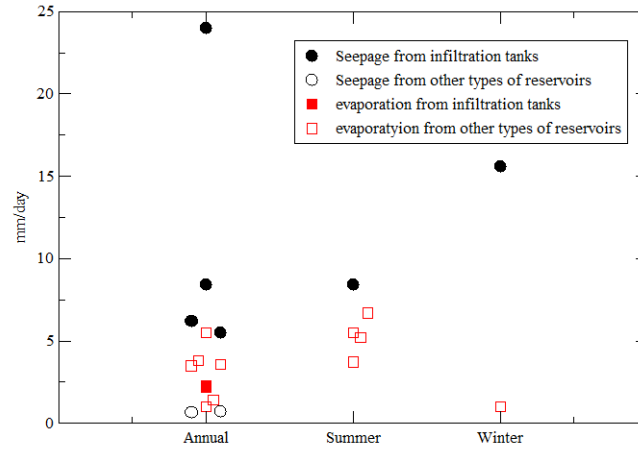 25
20
15
10
5
0
mm/day
Seepage from infiltration tanks
Seepage from other types of reservoirs
evaporation from infiltration tanks
evaporatyion from other types of reservoirs
Annual Summer Winter